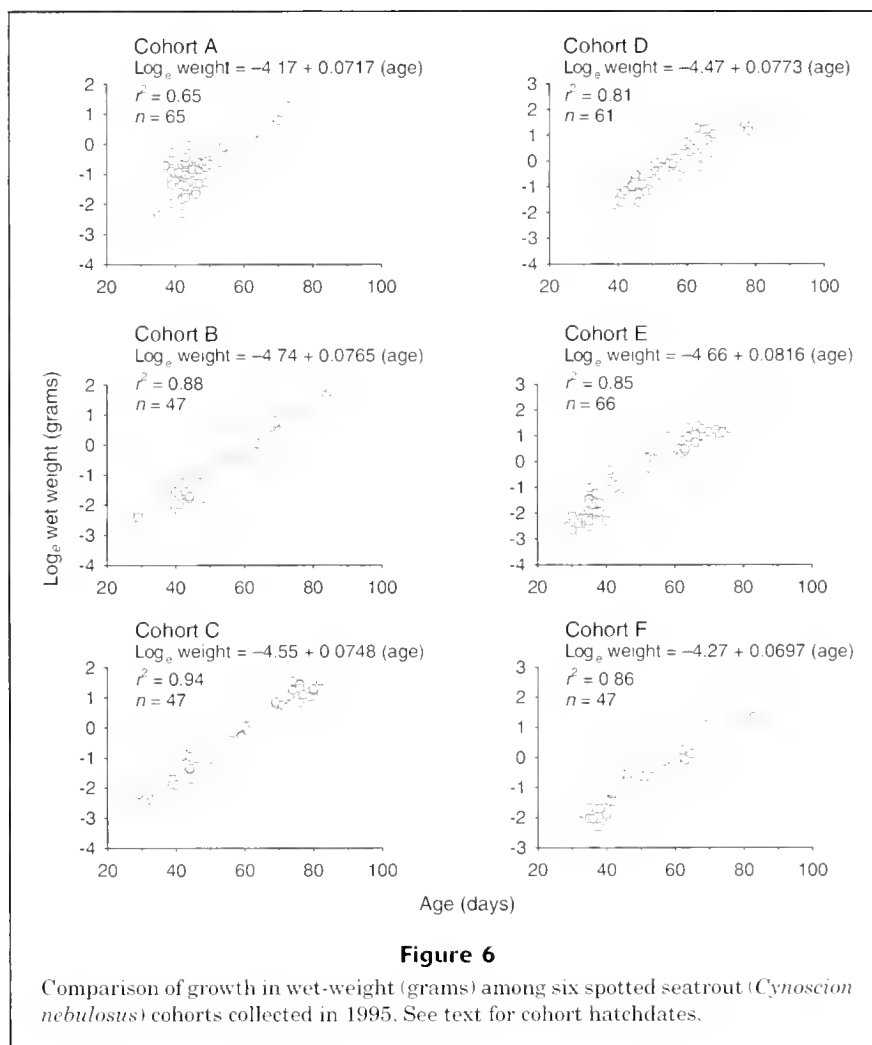 Cohort A
Log_e weight = –4 17 + 0.0717 (age)
r² = 0.65
n = 65
2
1
0
-1
-2
-3
-4
20 40 60 80 100
Cohort D
Log_e weight = –4.47 + 0.0773 (age)
r² = 0.81
n = 61
3
2
1
0
-1
-2
-3
-4
20 40 60 80 100
Cohort B
Log_e weight = –4 74 + 0.0765 (age)
r² = 0.88
n = 47
2
1
0
-1
-2
-3
-4
20 40 60 80 100
Cohort E
Log_e weight = –4 66 + 0.0816 (age)
r² = 0.85
n = 66
3
2
1
0
-1
-2
-3
-4
20 40 60 80 100
Cohort C
Log_e weight = –4.55 + 0 0748 (age)
r² = 0.94
n = 47
2
1
0
-1
-2
-3
-4
20 40 60 80 100
Cohort F
Log_e weight = –4.27 + 0.0697 (age)
r² = 0 86
n = 47
3
2
1
0
-1
-2
-3
20 40 60 80 100
Log_e wet weight (grams)
Age (days)
Figure 6
Comparison of growth in wet-weight (grams) among six spotted seatrout (Cynoscion
nebulosus) cohorts collected in 1995. See text for cohort hatchdates.